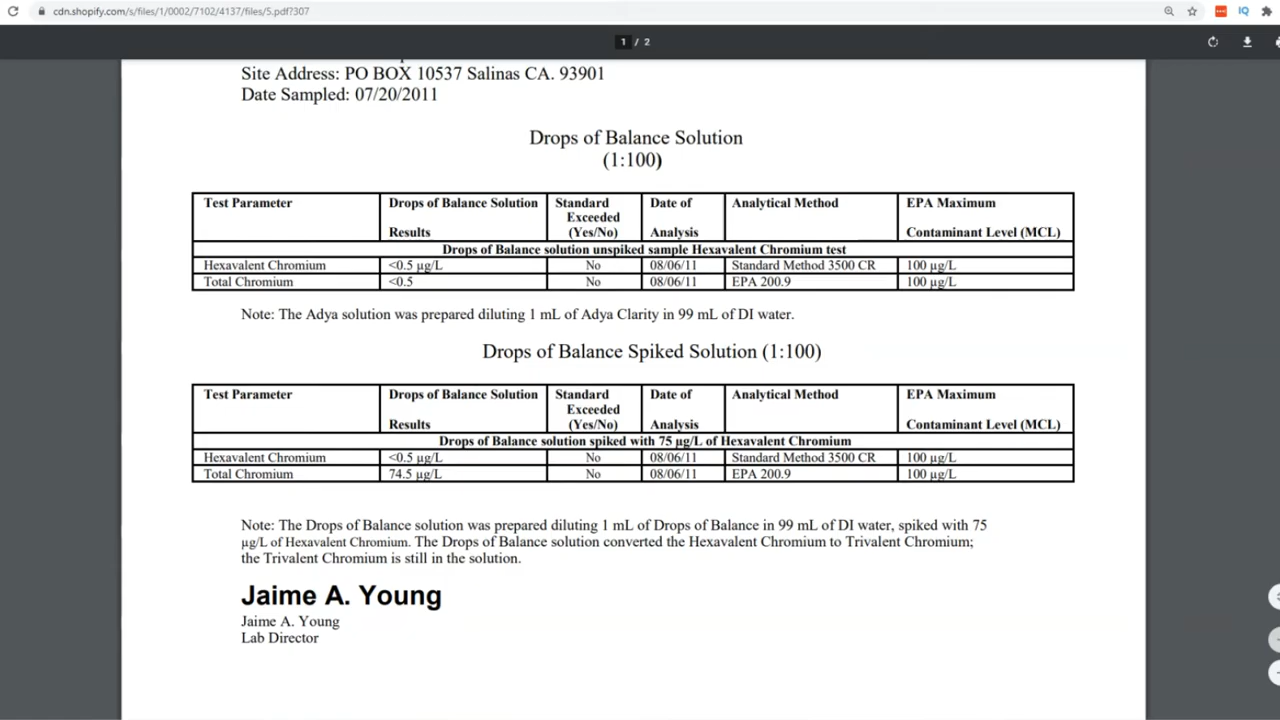 cdn.shopify.com/s/files/1/0002/7102/4137/files/5.pdf?307
IQ
1 / 2
Site Address: PO BOX 10537 Salinas CA. 93901
Date Sampled: 07/20/2011
Drops of Balance Solution
(1:100)
Test Parameter Drops of Balance Solution Results Standard Exceeded (Yes/No) Date of Analysis Analytical Method EPA Maximum Contaminant Level (MCL)
Drops of Balance solution unspiked sample Hexavalent Chromium test
Hexavalent Chromium <0.5 µg/L No 08/06/11 Standard Method 3500 CR 100 µg/L
Total Chromium <0.5 No 08/06/11 EPA 200.9 100 µg/L
Note: The Adya solution was prepared diluting 1 mL of Adya Clarity in 99 mL of DI water.
Drops of Balance Spiked Solution (1:100)
Test Parameter Drops of Balance Solution Results Standard Exceeded (Yes/No) Date of Analysis Analytical Method EPA Maximum Contaminant Level (MCL)
Drops of Balance solution spiked with 75 µg/L of Hexavalent Chromium
Hexavalent Chromium <0.5 µg/L No 08/06/11 Standard Method 3500 CR 100 µg/L
Total Chromium 74.5 µg/L No 08/06/11 EPA 200.9 100 µg/L
Note: The Drops of Balance solution was prepared diluting 1 mL of Drops of Balance in 99 mL of DI water, spiked with 75
µg/L of Hexavalent Chromium. The Drops of Balance solution converted the Hexavalent Chromium to Trivalent Chromium;
the Trivalent Chromium is still in the solution.
Jaime A. Young
Jaime A. Young
Lab Director